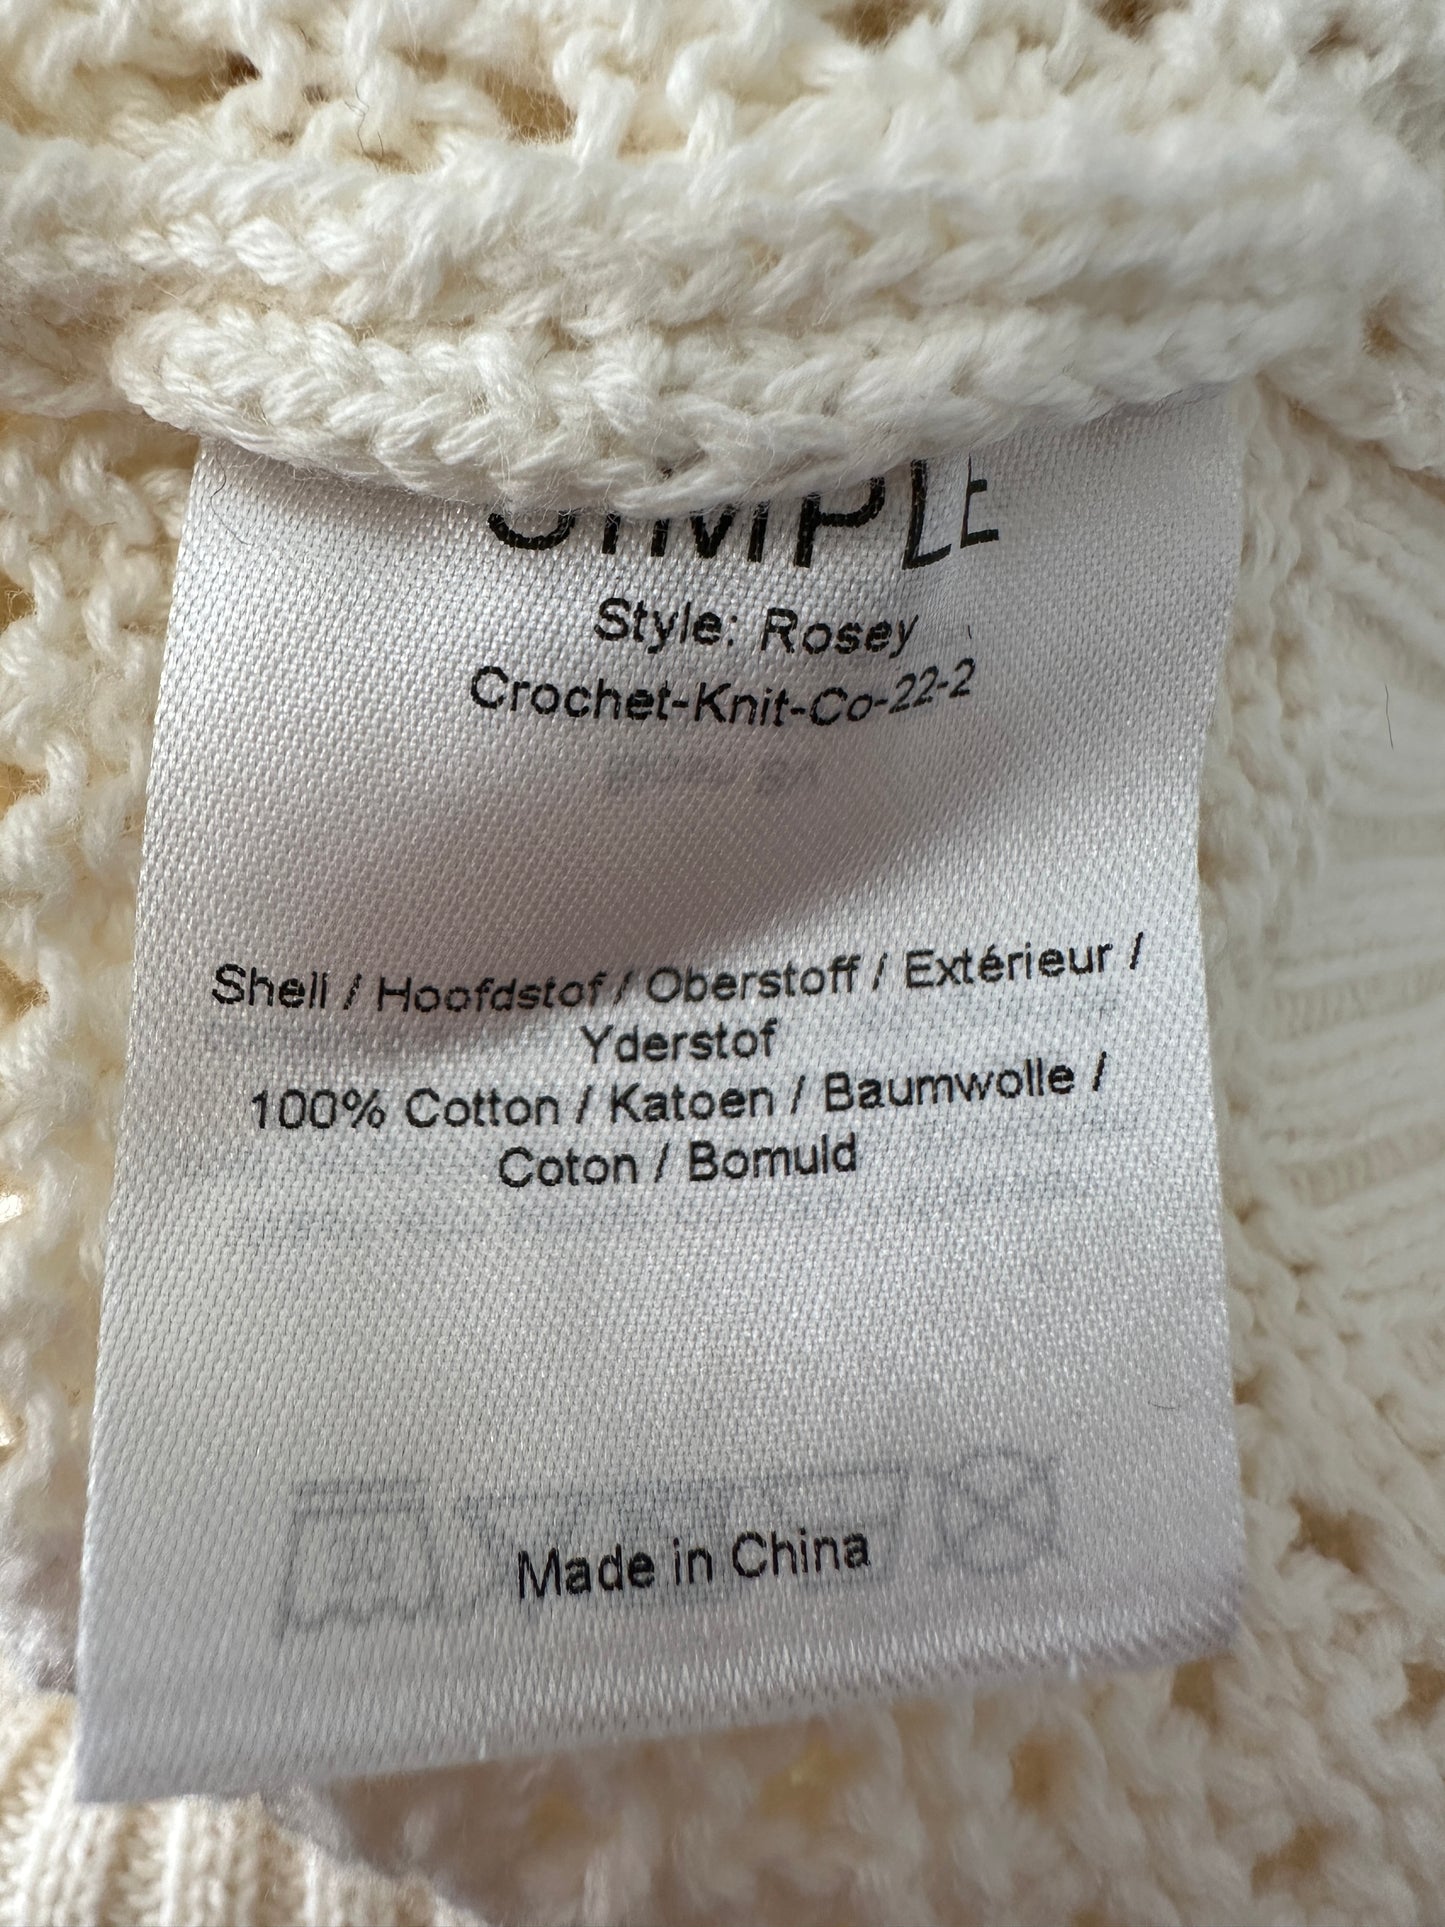 SIMPLE
Style: Rosey
Crochet-Knit-Co-22-2
Shell / Hoofdstof / Oberstoff / Extérieur /
Yderstof
100% Cotton / Katoen / Baumwolle /
Coton / Bomuld
Made in China